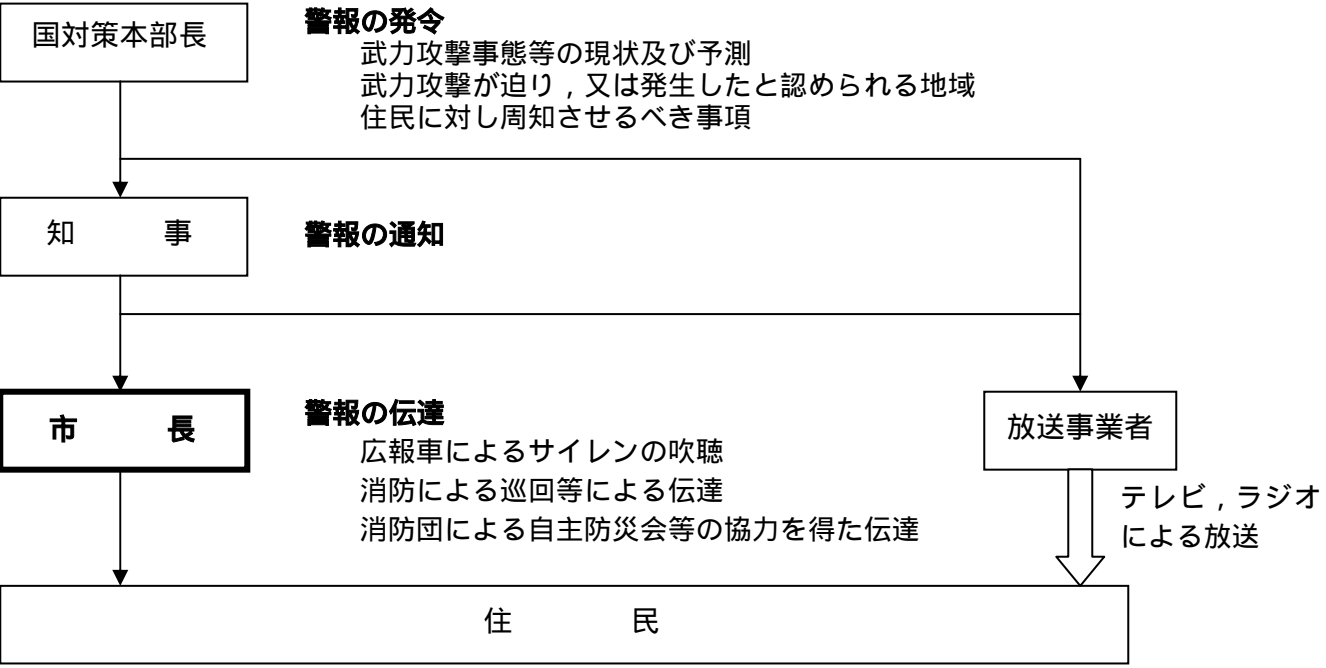 国対策本部長
警報の発令
武力攻撃事態等の現状及び予測
武力攻撃が迫り，又は発生したと認められる地域
住民に対し周知させるべき事項
知　　事
警報の通知
市　　長
警報の伝達
広報車によるサイレンの吹聴
消防による巡回等による伝達
消防団による自主防災会等の協力を得た伝達
放送事業者
テレビ，ラジオ
による放送
住　　民